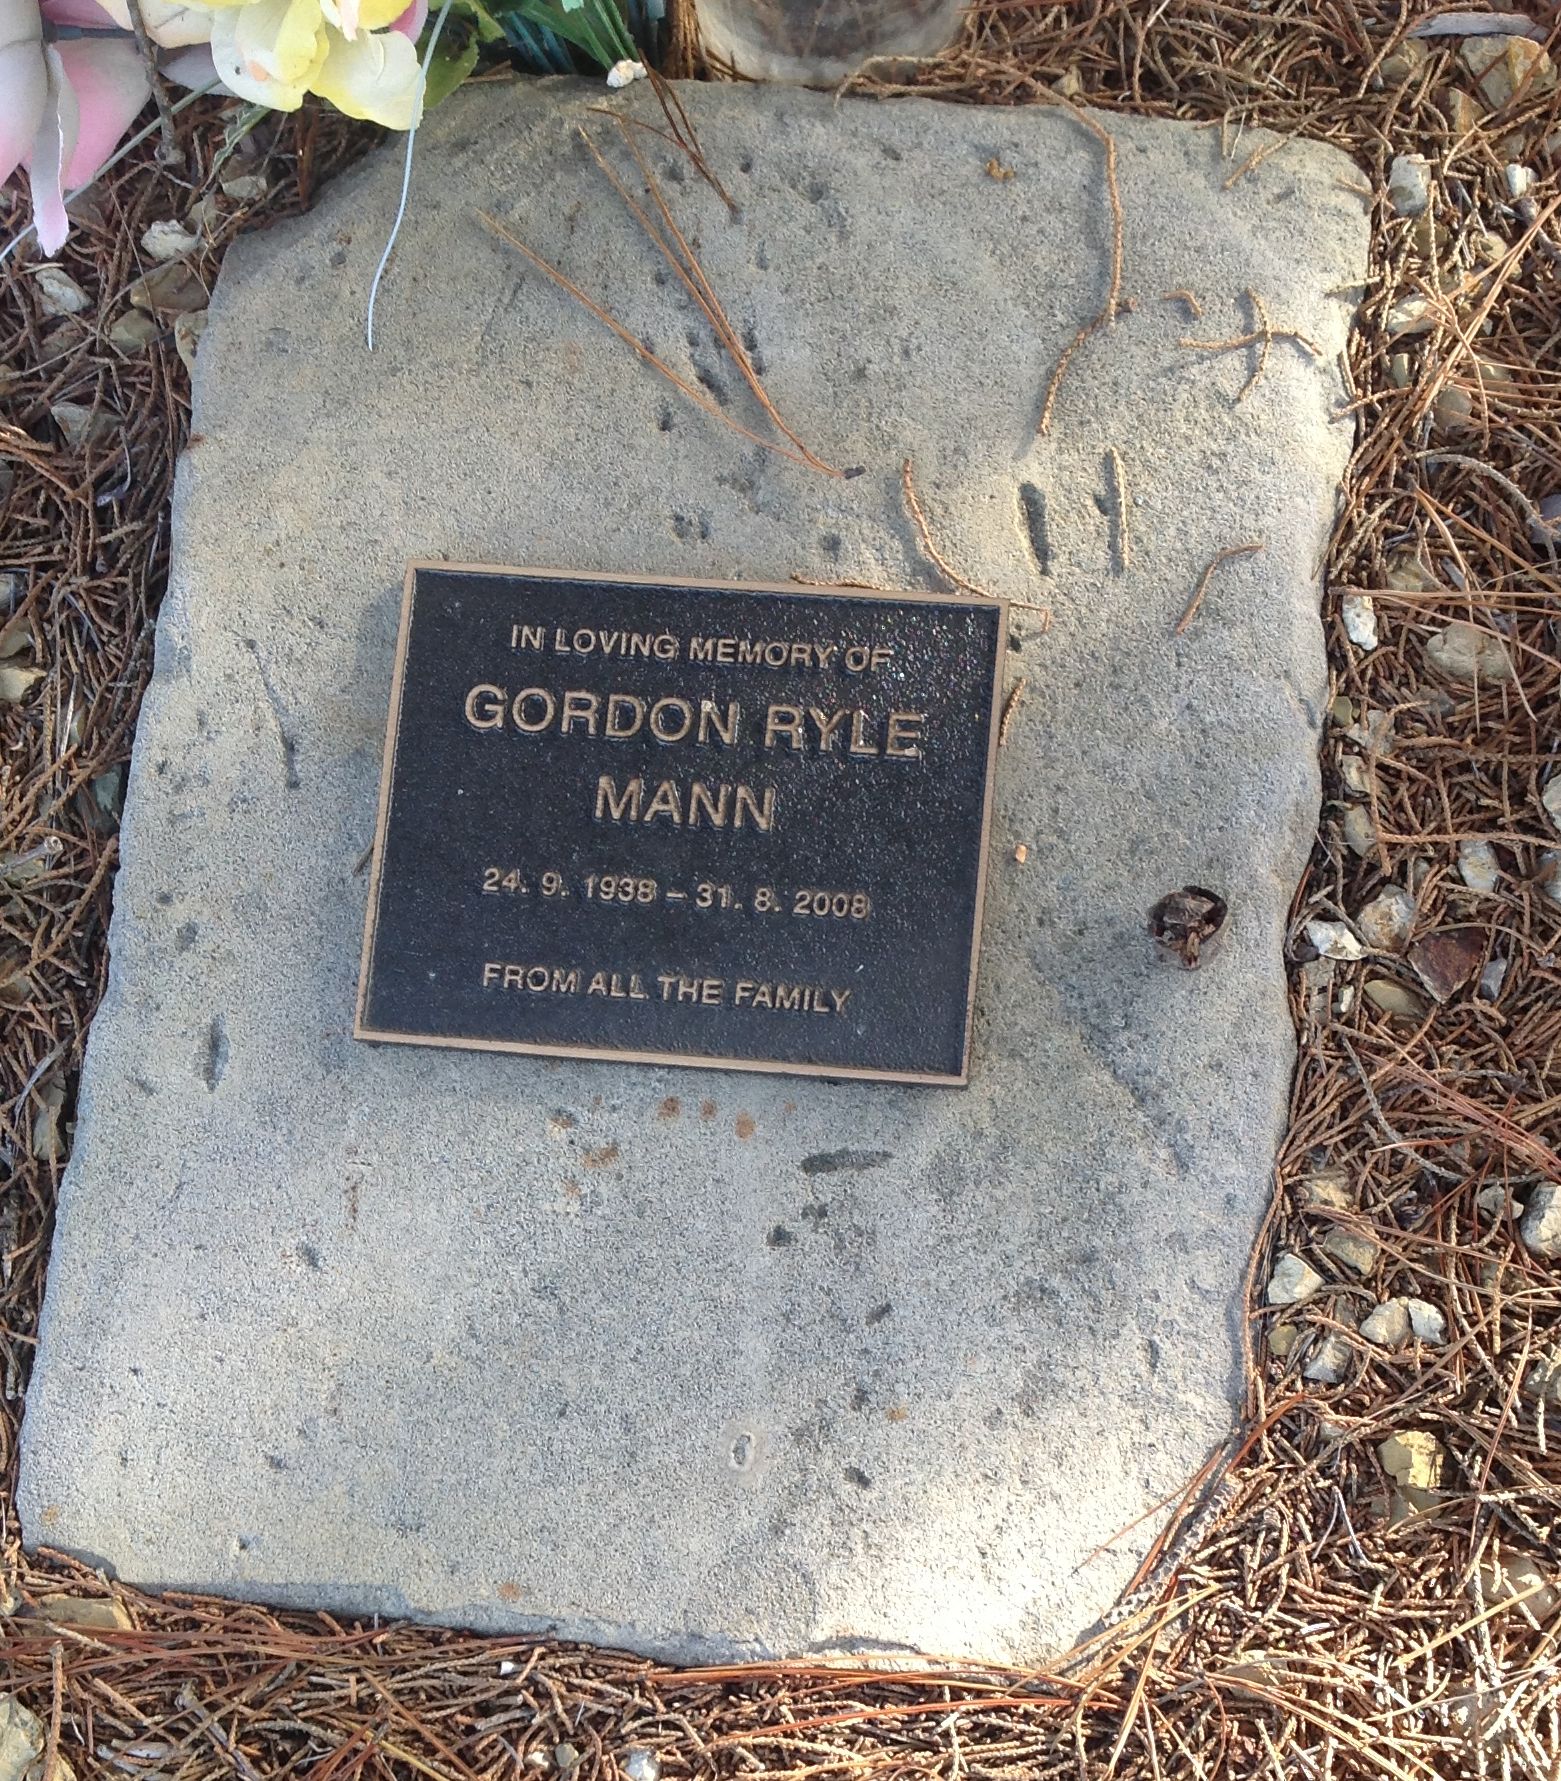 IN LOVING MEMORY OF
GORDON RYLE
MANN
24. 9. 1938 – 31. 8. 2008
FROM ALL THE FAMILY